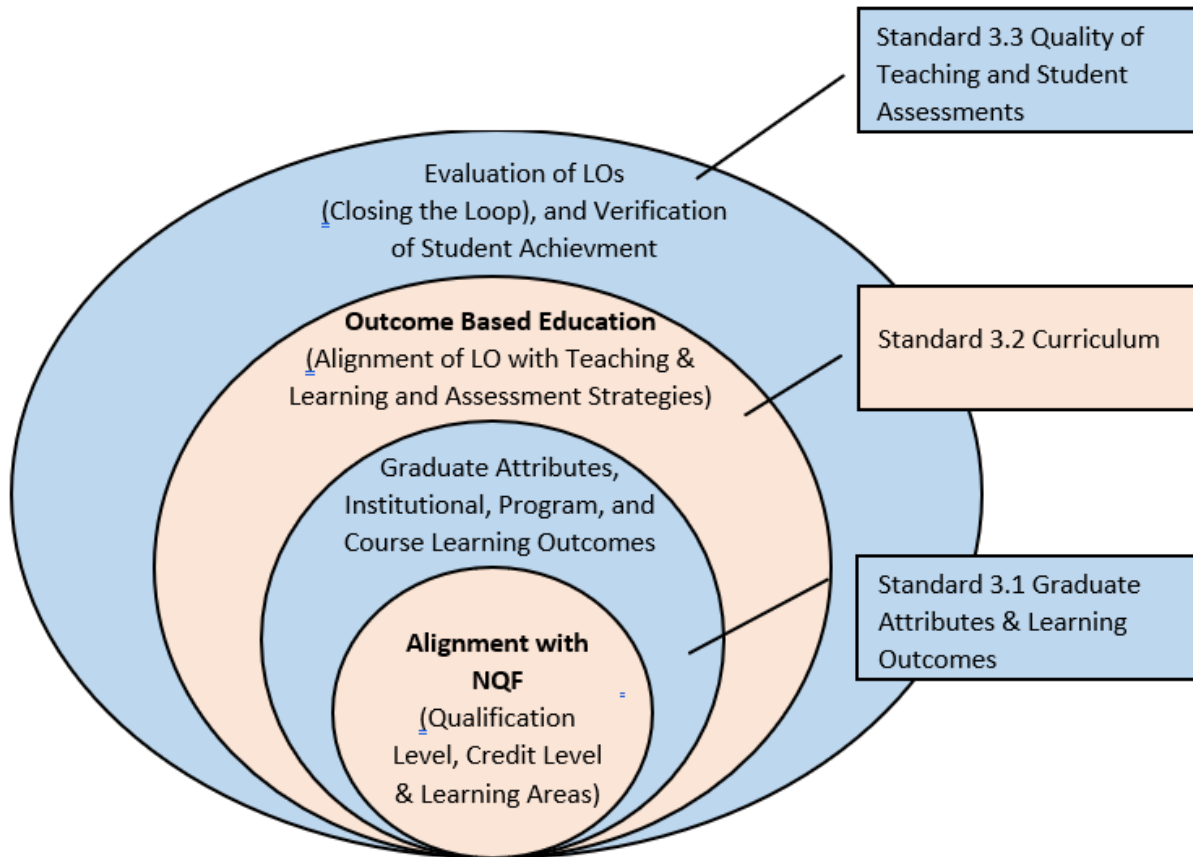 Standard 3.3 Quality of
Teaching and Student
Assessments
Evaluation of LOs
(Closing the Loop), and Verification
of Student Achievment
Outcome Based Education
(Alignment of LO with Teaching &
Learning and Assessment Strategies)
Standard 3.2 Curriculum
Graduate Attributes,
Institutional, Program, and
Course Learning Outcomes
Standard 3.1 Graduate
Attributes & Learning
Outcomes
Alignment with
NQF
(Qualification
Level, Credit Level
& Learning Areas)